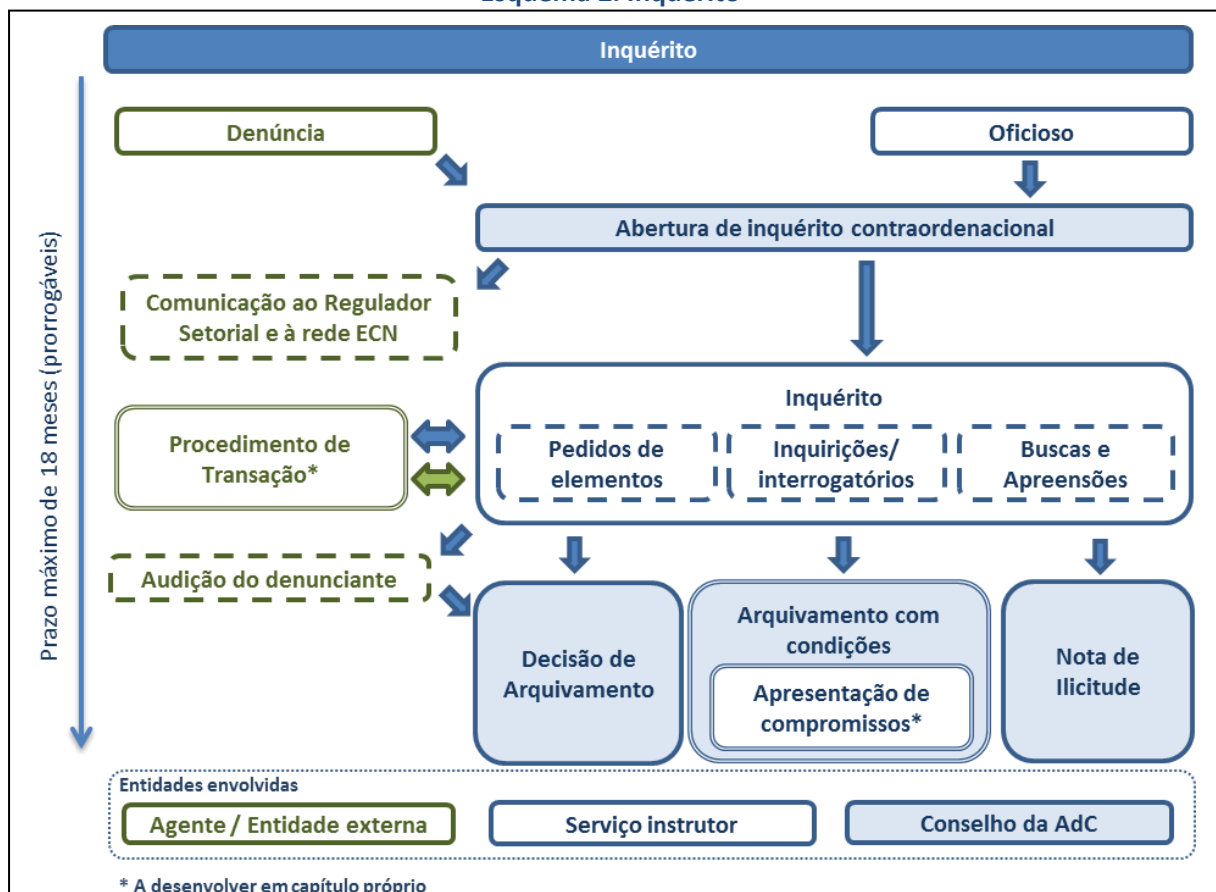 Inquérito
Denúncia
Oficioso
Abertura de inquérito contraordenacional
Comunicação ao Regulador
Setorial e à rede ECN
Prazo máximo de 18 meses (prorrogáveis)
Inquérito
Procedimento de
Transação*
Pedidos de
elementos
Inquirições/
interrogatórios
Buscas e
Apreensões
Audição do denunciante
Decisão de
Arquivamento
Arquivamento com
condições
Apresentação de
compromissos*
Nota de
Ilicitude
Entidades envolvidas
Agente / Entidade externa
Serviço instrutor
Conselho da AdC
* A desenvolver em capítulo próprio